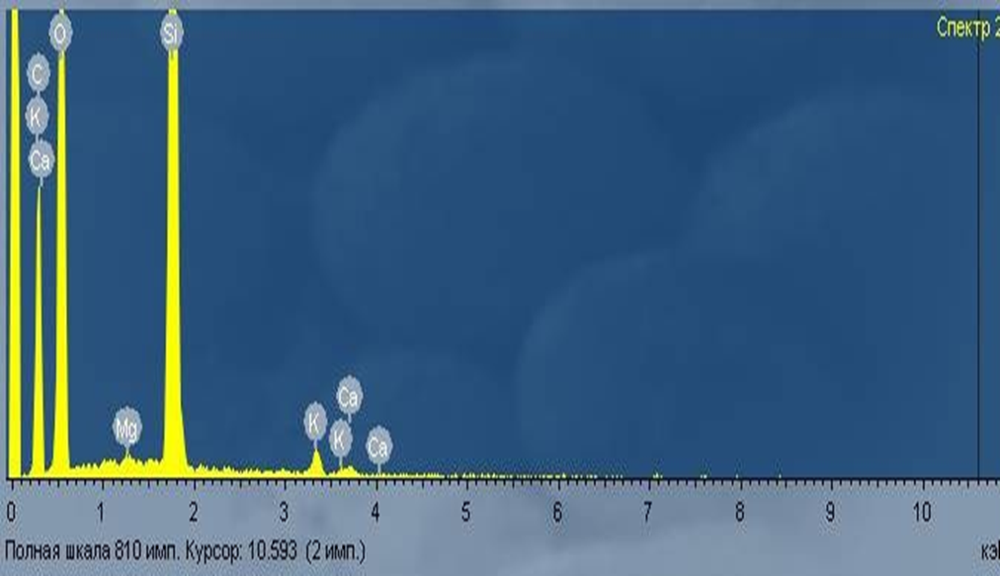 Спектр 2
O
Si
C
K
Ca
Ca
K
Mg
K
Ca
0 1 2 3 4 5 6 7 8 9 10
Полная шкала 810 имп. Курсор: 10.593 (2 имп.)
кэ